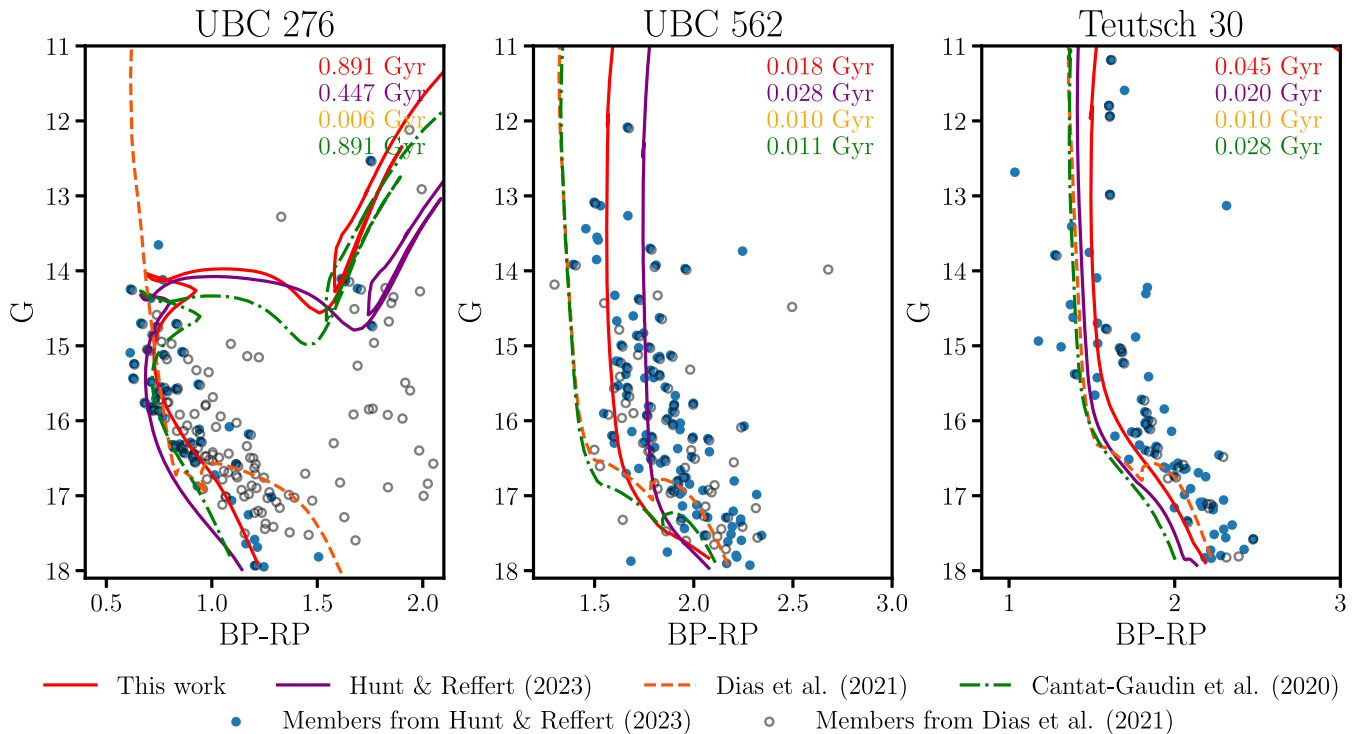 UBC 276
UBC 562
Teutsch 30
11
12
13
14
15
16
17
18
G
0.891 Gyr
0.447 Gyr
0.006 Gyr
0.891 Gyr
0.5
1.0
1.5
2.0
BP-RP
11
12
13
14
15
16
17
18
G
0.018 Gyr
0.028 Gyr
0.010 Gyr
0.011 Gyr
1.5
2.0
2.5
3.0
BP-RP
11
12
13
14
15
16
17
18
G
0.045 Gyr
0.020 Gyr
0.010 Gyr
0.028 Gyr
1
2
3
BP-RP
This work
Hunt & Reffert (2023)
Dias et al. (2021)
Cantat-Gaudin et al. (2020)
Members from Hunt & Reffert (2023)
Members from Dias et al. (2021)